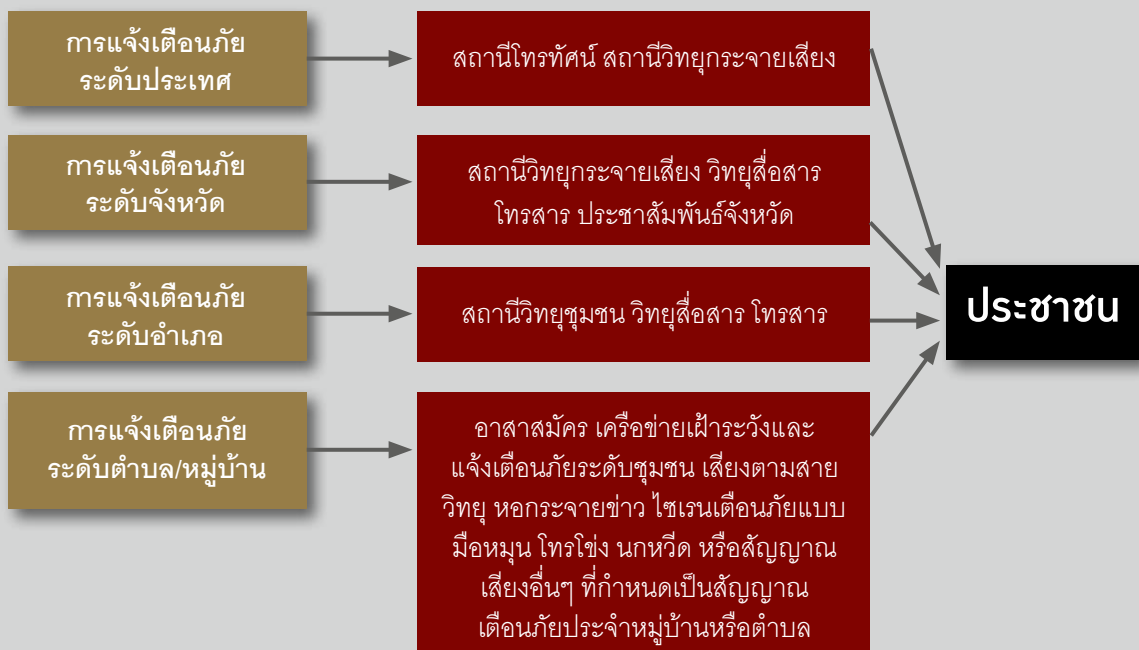 การแจ้งเตือนภัย
ระดับประเทศ
สถานีโทรทัศน์ สถานีวิทยุกระจายเสียง
การแจ้งเตือนภัย
ระดับจังหวัด
สถานีวิทยุกระจายเสียง วิทยุสื่อสาร
โทรสาร ประชาสัมพันธ์จังหวัด
การแจ้งเตือนภัย
ระดับอำเภอ
สถานีวิทยุชุมชน วิทยุสื่อสาร โทรสาร
การแจ้งเตือนภัย
ระดับตำบล/หมู่บ้าน
อาสาสมัคร เครือข่ายเฝ้าระวังและ
แจ้งเตือนภัยระดับชุมชน เสียงตามสาย
วิทยุ หอกระจายข่าว ไซเรนเตือนภัยแบบ
มือหมุน โทรโข่ง นกหวีด หรือสัญญาณ
เสียงอื่นๆ ที่กำหนดเป็นสัญญาณ
เตือนภัยประจำหมู่บ้านหรือตำบล
ประชาชน